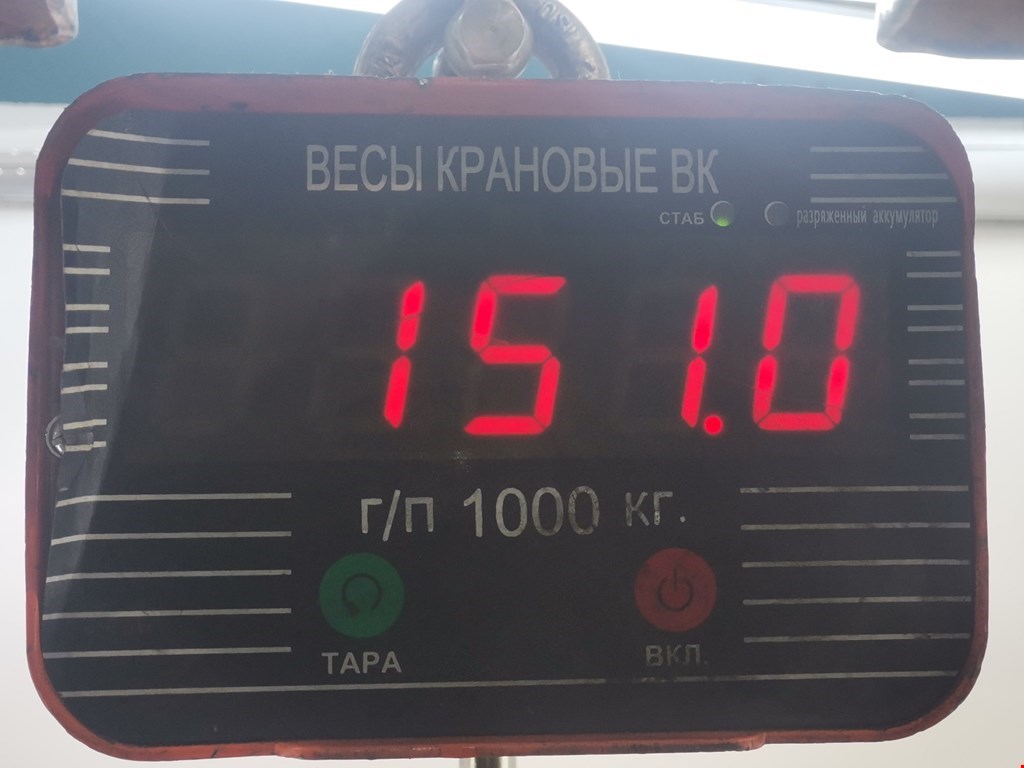 ВЕСЫ КРАНОВЫЕ ВК
СТАБ разряженный аккумулятор
151.0
г/п 1000 кг.
ТАРА ВКЛ.